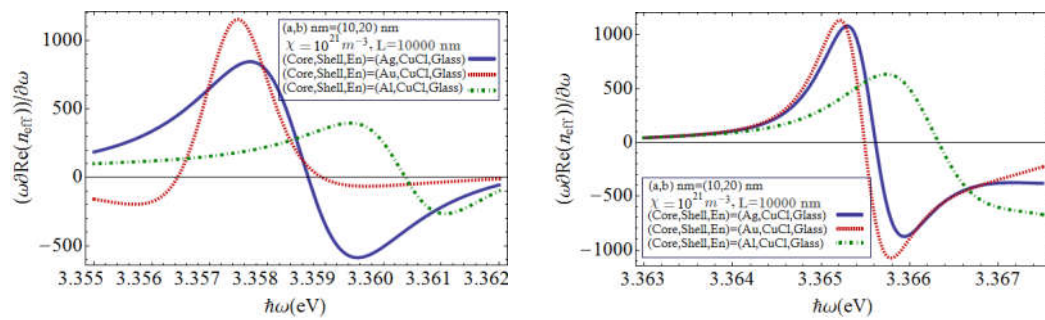 (ω∂Re(n_eff))/∂ω
1000
500
0
−500
(a,b) nm=(10,20) nm
χ = 10^21 m^−3, L=10000 nm
(Core,Shell,En)=(Ag,CuCl,Glass)
(Core,Shell,En)=(Au,CuCl,Glass)
(Core,Shell,En)=(Al,CuCl,Glass)
3.355 3.356 3.357 3.358 3.359 3.360 3.361 3.362
ℏω(eV)
(ω∂Re(n_eff))/∂ω
1000
500
0
−500
−1000
(a,b) nm=(10,20) nm
χ = 10^21 m^−3, L=10000 nm
(Core,Shell,En)=(Ag,CuCl,Glass)
(Core,Shell,En)=(Au,CuCl,Glass)
(Core,Shell,En)=(Al,CuCl,Glass)
3.363 3.364 3.365 3.366 3.367
ℏω(eV)